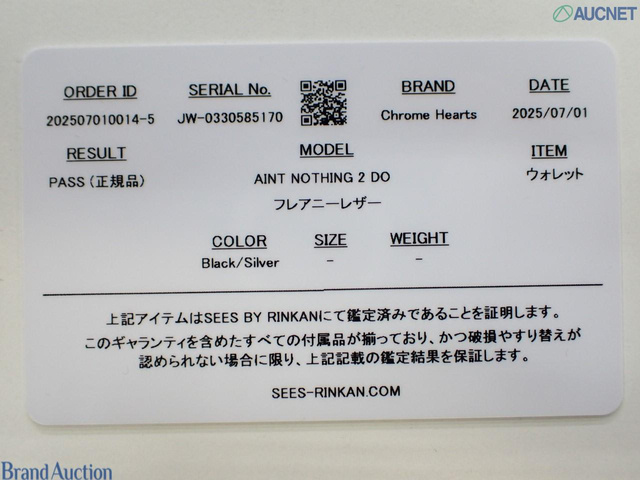 AUCNET
ORDER ID
202507010014-5
SERIAL No.
JW-0330585170
BRAND
Chrome Hearts
DATE
2025/07/01
RESULT
PASS (正規品)
MODEL
AINT NOTHING 2 DO
フレアニーレザー
ITEM
ウォレット
COLOR
Black/Silver
SIZE
–
WEIGHT
–
上記アイテムはSEES BY RINKANにて鑑定済みであることを証明します。
このギャランティを含めたすべての付属品が揃っており、かつ破損やすり替えが
認められない場合に限り、上記記載の鑑定結果を保証します。
SEES-RINKAN.COM
Brand Auction